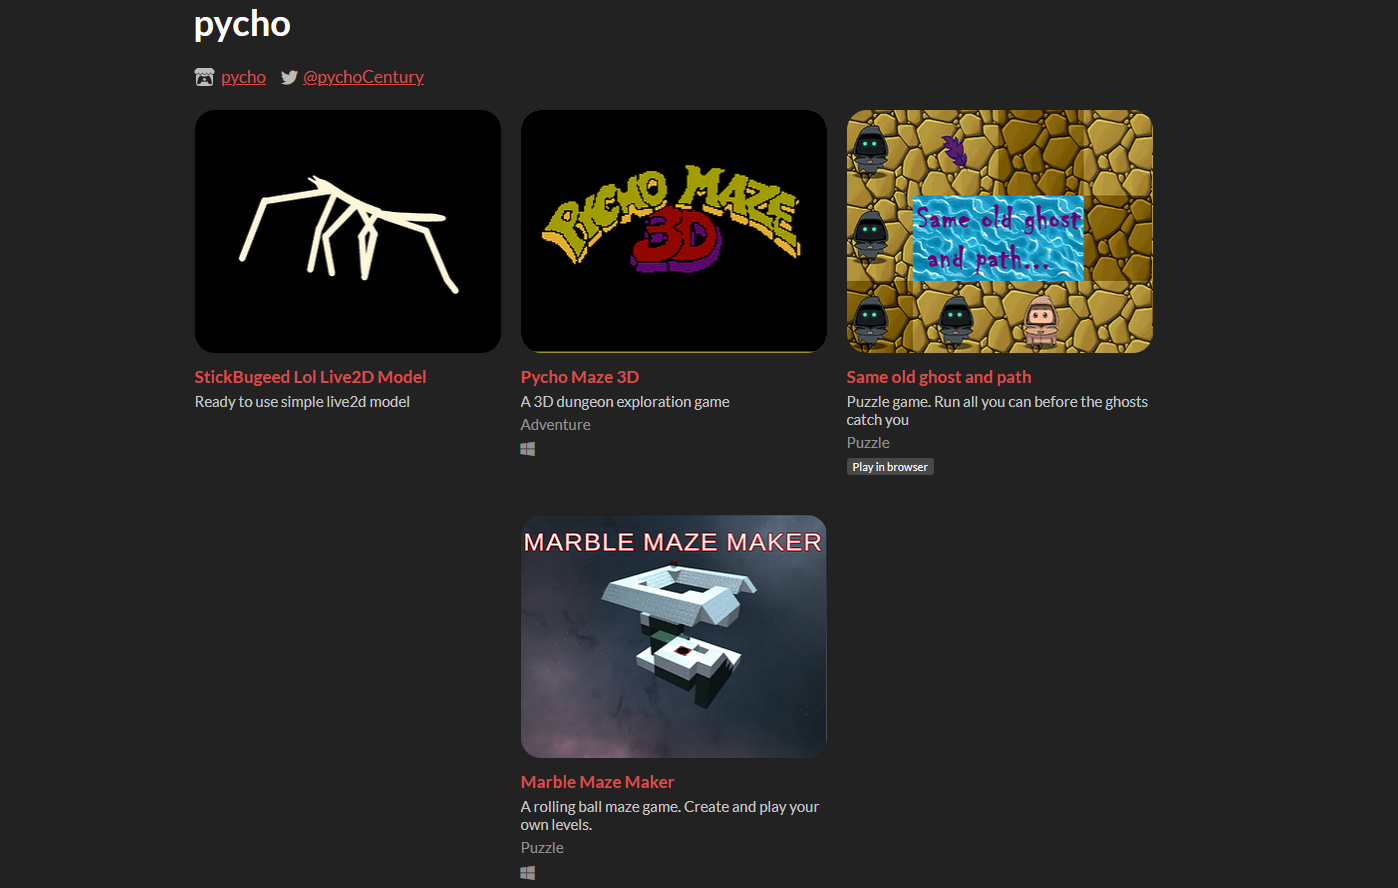 pycho
pycho @pychoCentury
PYCHO MAZE
3D
Same old ghost
and path...
StickBugeed Lol Live2D Model
Ready to use simple live2d model
Pycho Maze 3D
A 3D dungeon exploration game
Adventure
Same old ghost and path
Puzzle game. Run all you can before the ghosts
catch you
Puzzle
Play in browser
MARBLE MAZE MAKER
Marble Maze Maker
A rolling ball maze game. Create and play your
own levels.
Puzzle